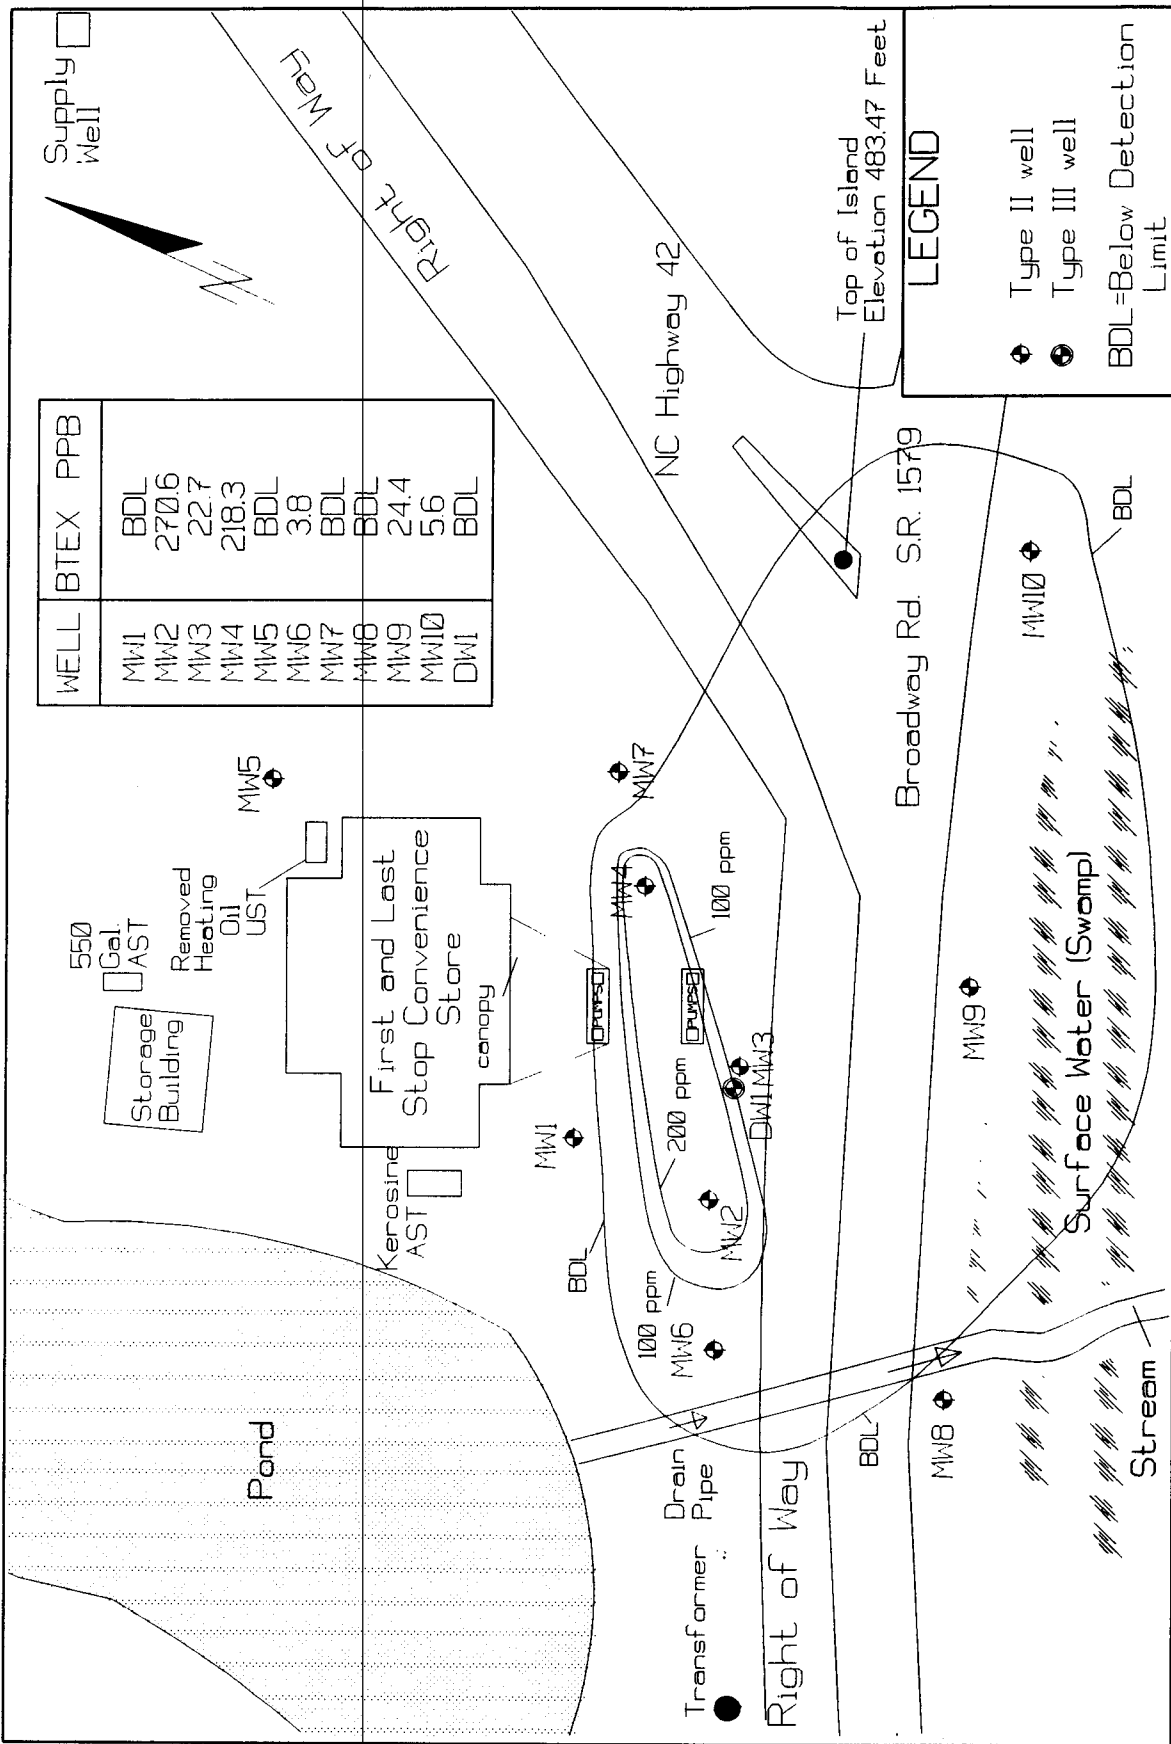 Supply
Well
Right of Way
WELL BTEX PPB
MW1 BDL
MW2 270.6
MW3 22.7
MW4 218.3
MW5 BDL
MW6 3.8
MW7 BDL
MW8 BDL
MW9 24.4
MW10 5.6
DW1 BDL
NC Highway 42
Top of Island
Elevation 483.47 Feet
LEGEND
Type II well
Type III well
BDL=Below Detection
Limit
550
Gal.
AST
Storage
Building
Removed
Heating
Oil
UST
MW5
First and Last
Stop Convenience
Store
canopy
Kerosine
AST
Pond
MW1
MW7
MW4
PUMPS
PUMPS
100 ppm
200 ppm
DW1 MW3
MW2
BDL
100 ppm
MW6
Broadway Rd. S.R. 1579
Drain
Pipe
Transformer
Right of Way
BDL
MW8
MW9
MW10
BDL
Surface Water (Swamp)
Stream